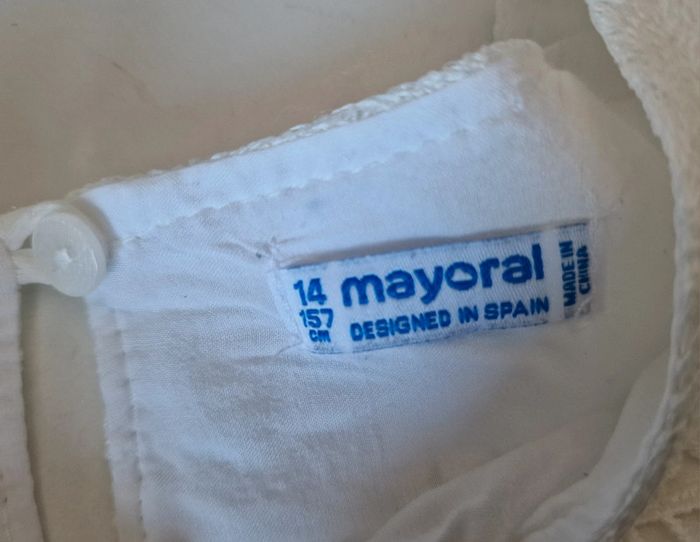 14
157
cm
mayoral
DESIGNED IN SPAIN
MADE IN
CHINA